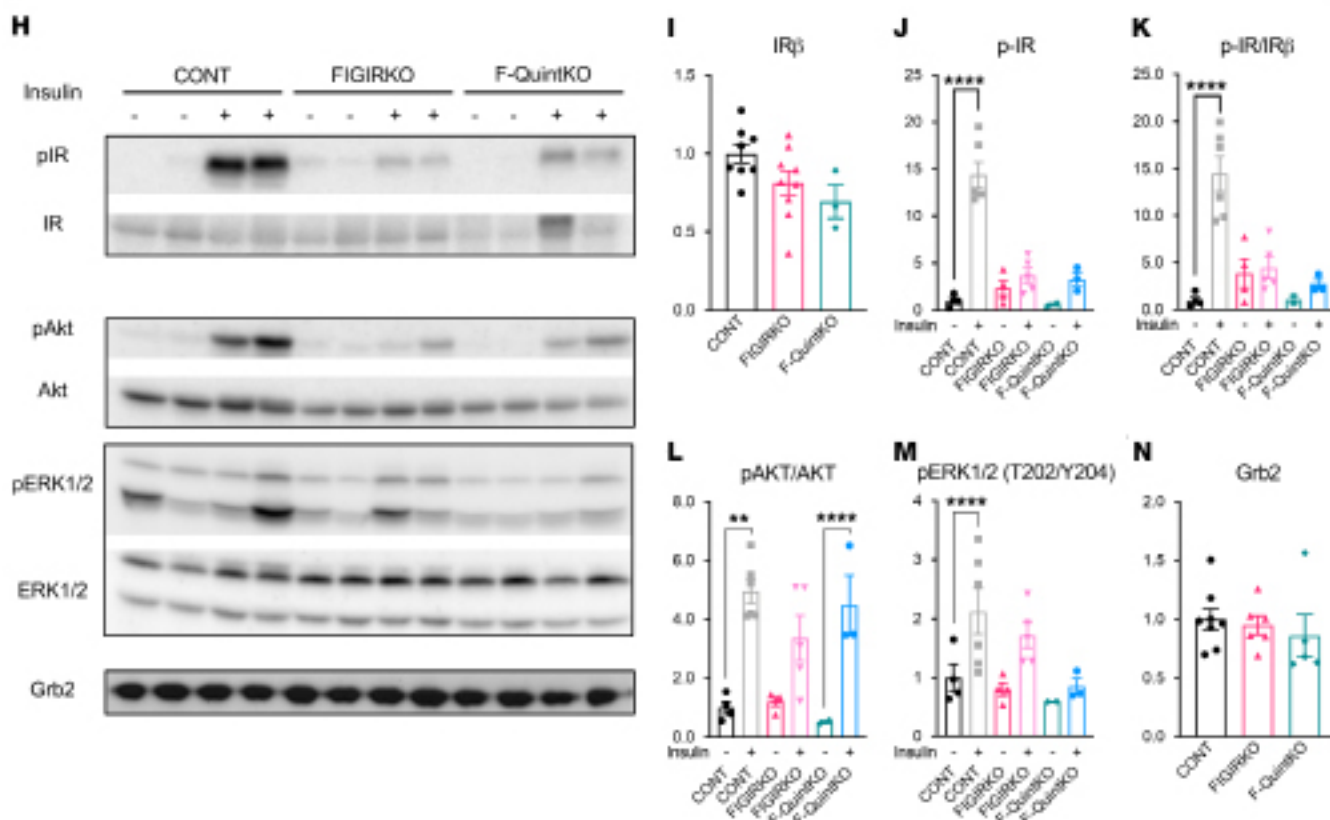 H
CONT FIGIRKO F-QuintKO
Insulin - - + + - - + + - - + +
pIR
IR
pAkt
Akt
pERK1/2
ERK1/2
Grb2
I
IRβ
1.5
1.0
0.5
0.0
CONT
FIGIRKO
F-QuintKO
J
p-IR
****
25
20
15
10
5
0
Insulin - + - + - +
CONT
CONT
FIGIRKO
FIGIRKO
F-QuintKO
F-QuintKO
K
p-IR/IRβ
****
25
20
15
10
5.0
0.0
Insulin - + - + - +
CONT
CONT
FIGIRKO
FIGIRKO
F-QuintKO
F-QuintKO
L
pAKT/AKT
** ****
8.0
6.0
4.0
2.0
0.0
Insulin - + - + - +
CONT
CONT
FIGIRKO
FIGIRKO
F-QuintKO
F-QuintKO
M
pERK1/2 (T202/Y204)
****
4
3
2
1
0
Insulin - + - + - +
CONT
CONT
FIGIRKO
FIGIRKO
F-QuintKO
F-QuintKO
N
Grb2
2.0
1.5
1.0
0.5
0.0
CONT
FIGIRKO
F-QuintKO